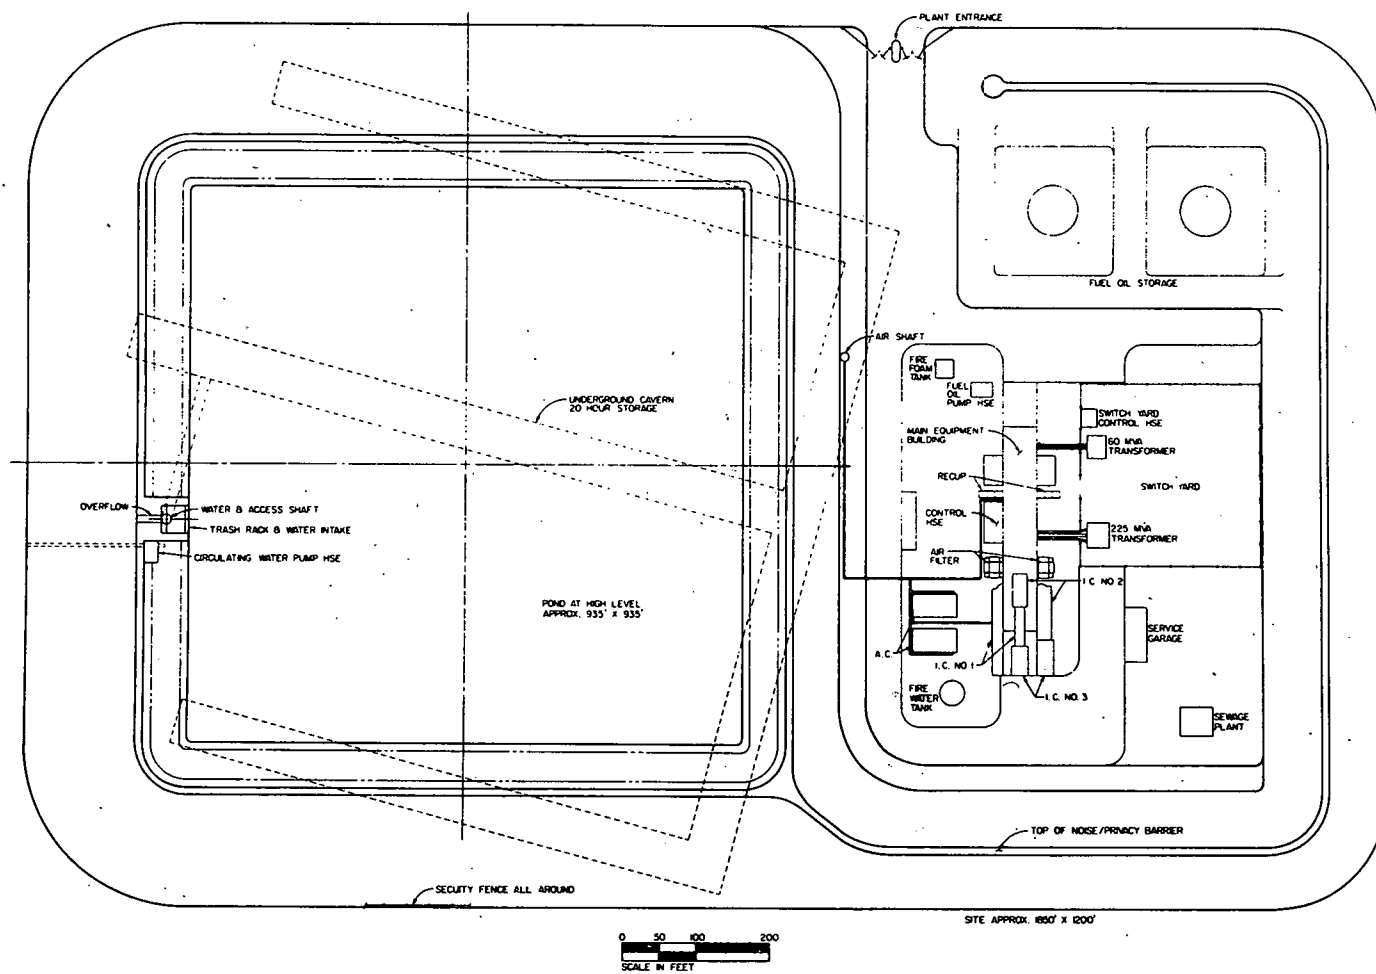 PLANT ENTRANCE
FUEL OIL STORAGE
AIR SHAFT
FIRE
FOAM
TANK
FUEL
OIL
PUMP HSE
UNDERGROUND CAVERN
20 HOUR STORAGE
MAIN EQUIPMENT
BUILDING
SWITCH YARD
CONTROL HSE
60 MVA
TRANSFORMER
RECUP
SWITCH YARD
OVERFLOW
WATER & ACCESS SHAFT
TRASH RACK & WATER INTAKE
CIRCULATING WATER PUMP HSE
CONTROL
HSE
225 MVA
TRANSFORMER
AIR
FILTER
I.C. NO 2
POND AT HIGH LEVEL
APPROX. 935' X 935'
SERVICE
GARAGE
A.C.
I.C. NO 1
FIRE
WATER
TANK
I.C. NO. 3
SEWAGE
PLANT
TOP OF NOISE/PRIVACY BARRIER
SECUITY FENCE ALL AROUND
SITE APPROX. 1850' X 1200'
0 50 100 200
SCALE IN FEET